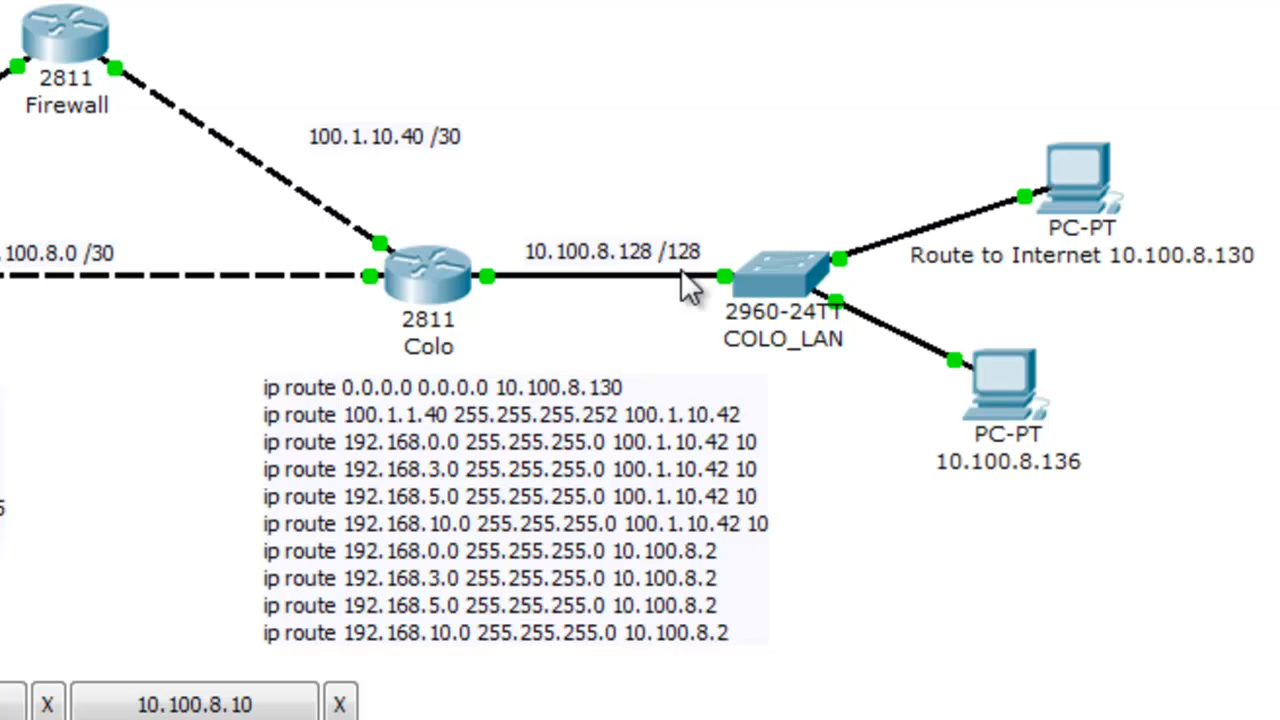 2811
Firewall
100.1.10.40 /30
.100.8.0 /30
10.100.8.128 /128
PC-PT
Route to Internet 10.100.8.130
2811
Colo
2960-24TT
COLO_LAN
PC-PT
10.100.8.136
ip route 0.0.0.0 0.0.0.0 10.100.8.130
ip route 100.1.1.40 255.255.255.252 100.1.10.42
ip route 192.168.0.0 255.255.255.0 100.1.10.42 10
ip route 192.168.3.0 255.255.255.0 100.1.10.42 10
ip route 192.168.5.0 255.255.255.0 100.1.10.42 10
ip route 192.168.10.0 255.255.255.0 100.1.10.42 10
ip route 192.168.0.0 255.255.255.0 10.100.8.2
ip route 192.168.3.0 255.255.255.0 10.100.8.2
ip route 192.168.5.0 255.255.255.0 10.100.8.2
ip route 192.168.10.0 255.255.255.0 10.100.8.2
X 10.100.8.10 X